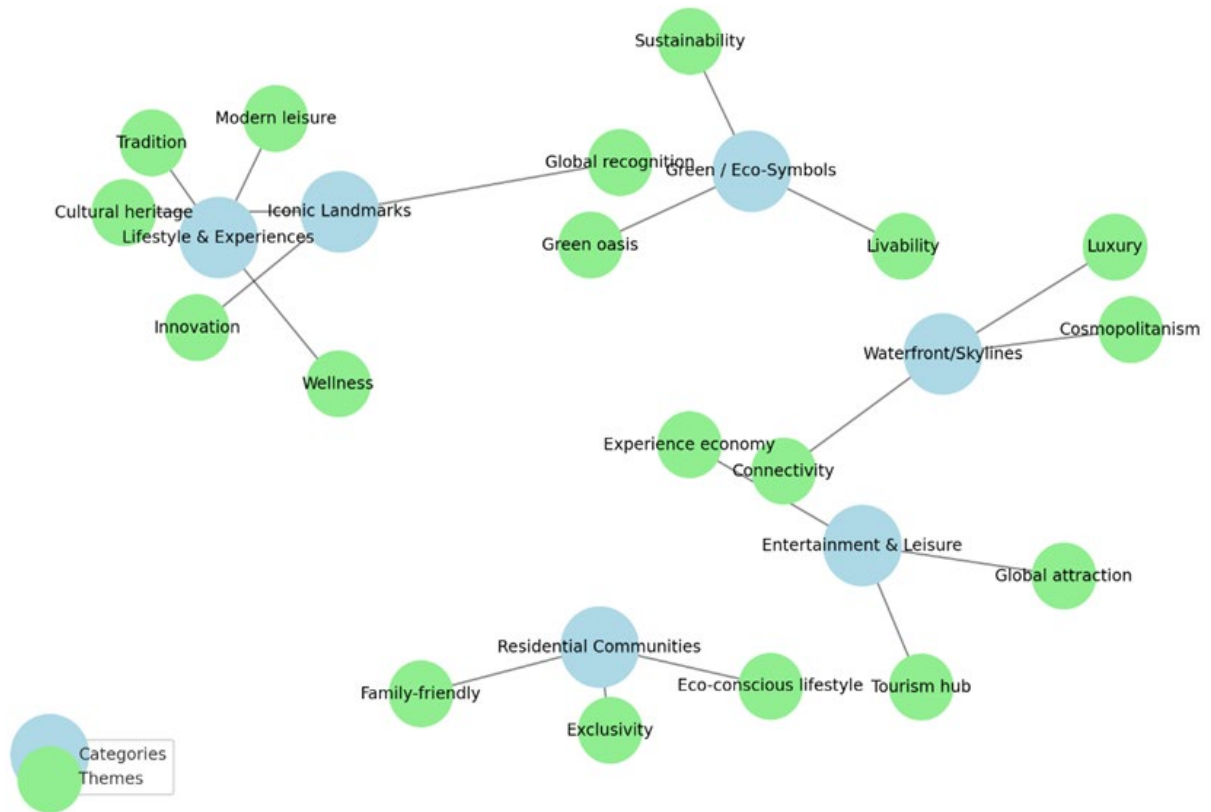 Sustainability
Modern leisure
Tradition
Global recognition
Green / Eco-Symbols
Cultural heritage
Iconic Landmarks
Lifestyle & Experiences
Green oasis
Livability
Luxury
Innovation
Cosmopolitanism
Waterfront/Skylines
Wellness
Experience economy
Connectivity
Entertainment & Leisure
Global attraction
Residential Communities
Family-friendly
Eco-conscious lifestyle
Tourism hub
Exclusivity
Categories
Themes